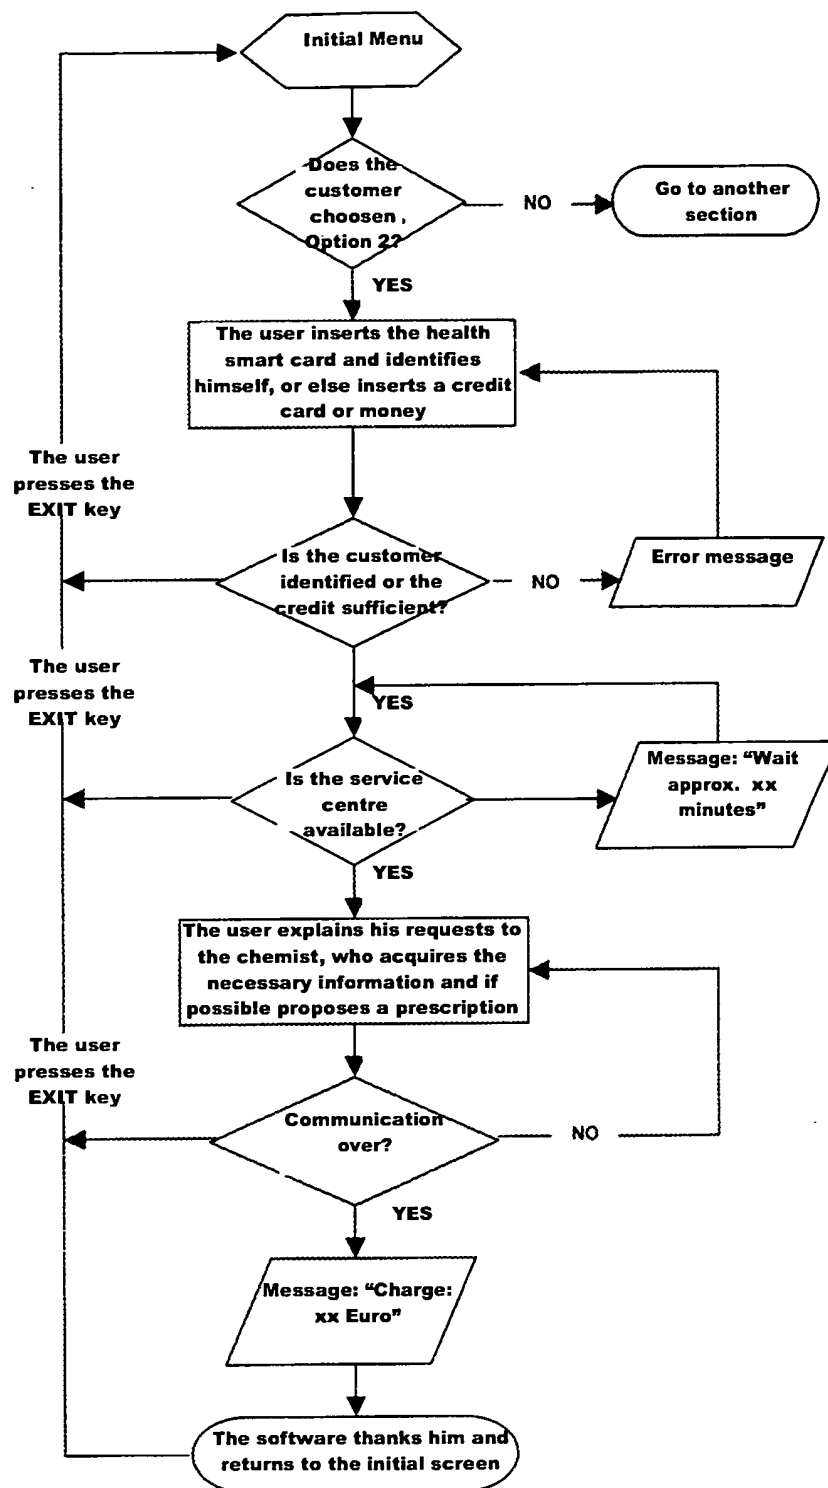 Initial Menu
Does the
customer
choosen ,
Option 2?
NO
Go to another
section
YES
The user inserts the health
smart card and identifies
himself, or else inserts a credit
card or money
The user
presses the
EXIT key
Is the customer
identified or the
credit sufficient?
NO
Error message
The user
presses the
EXIT key
YES
Is the service
centre
available?
Message: “Wait
approx. xx
minutes”
YES
The user explains his requests to
the chemist, who acquires the
necessary information and if
possible proposes a prescription
The user
presses the
EXIT key
Communication
over?
NO
YES
Message: “Charge:
xx Euro”
The software thanks him and
returns to the initial screen